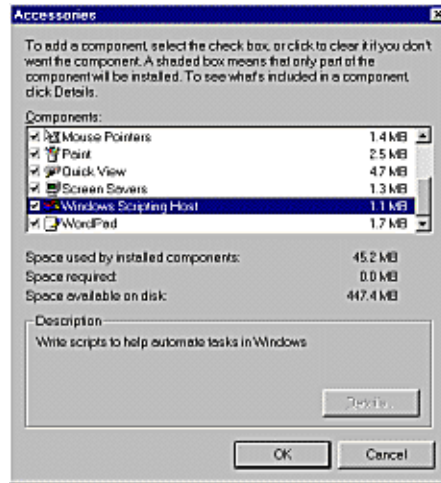 Accessories
To add a component, select the check box, or click to clear it if you don't
want the component. A shaded box means that only part of the
component will be installed. To see what's included in a component,
click Details.
Components:
Mouse Pointers 1.4 MB
Paint 2.5 MB
Quick View 4.7 MB
Screen Savers 1.3 MB
Windows Scripting Host 1.1 MB
WordPad 1.7 MB
Space used by installed components: 45.2 MB
Space required: 0.0 MB
Space available on disk: 447.4 MB
Description
Write scripts to help automate tasks in Windows
Details...
OK Cancel